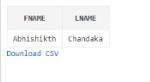 FNAME LNAME
Abhishikth Chandaka
Download CSV